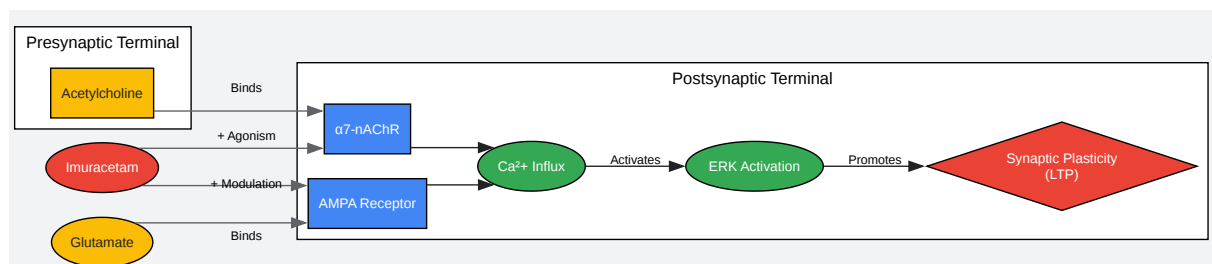 Presynaptic Terminal
Acetylcholine
Binds
Imuracetam
+ Agonism
+ Modulation
Glutamate
Binds
Postsynaptic Terminal
α7-nAChR
AMPA Receptor
Ca²+ Influx
Activates
ERK Activation
Promotes
Synaptic Plasticity
(LTP)